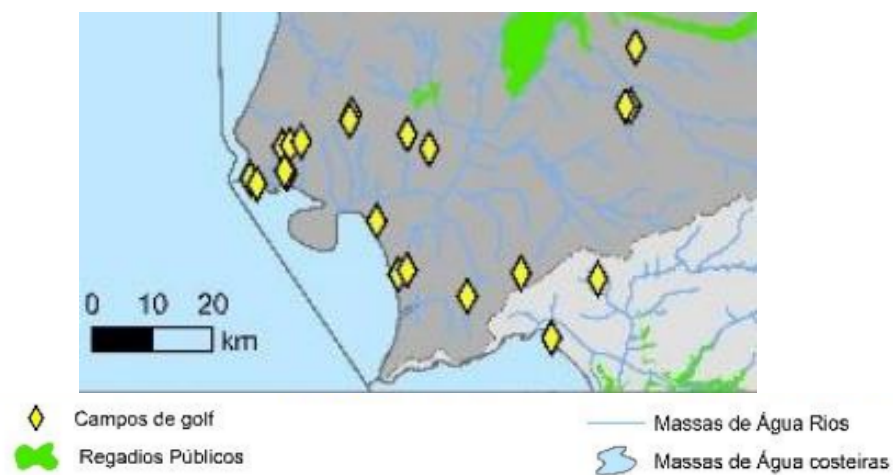 0 10 20
km
Campos de golf
Massas de Água Rios
Regadios Públicos
Massas de Água costeiras